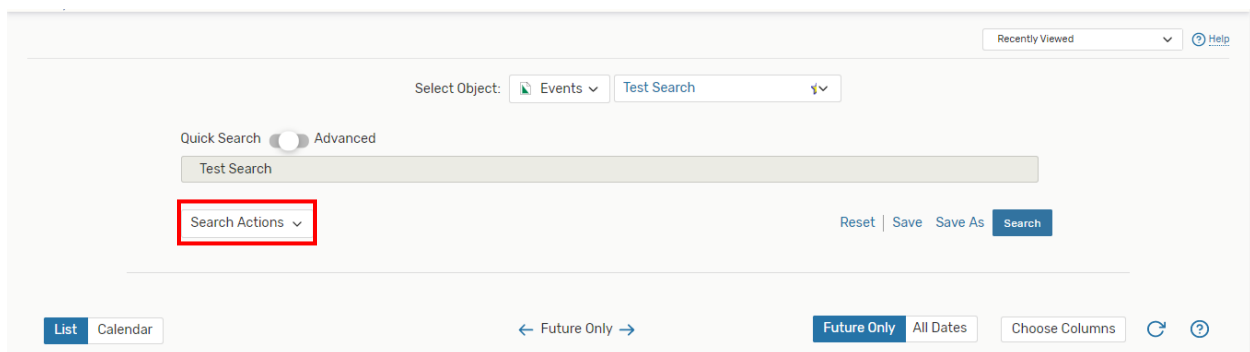 Recently Viewed Help
Select Object: Events Test Search
Quick Search Advanced
Test Search
Search Actions Reset | Save Save As Search
List Calendar ← Future Only → Future Only All Dates Choose Columns